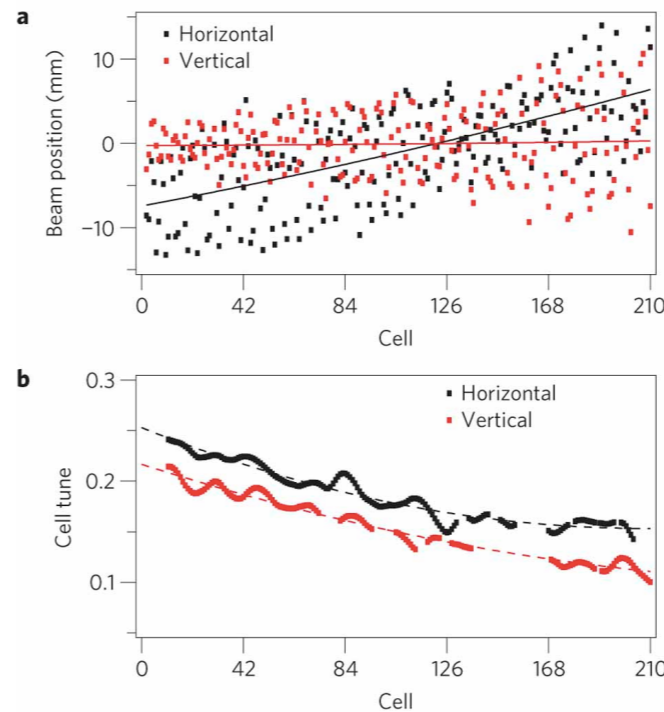 a
Horizontal
Vertical
10
0
−10
Beam position (mm)
0 42 84 126 168 210
Cell
b
Horizontal
Vertical
0.3
0.2
0.1
Cell tune
0 42 84 126 168 210
Cell